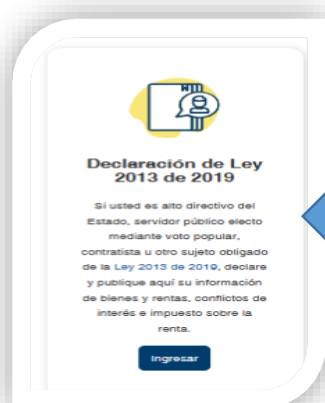 Declaración de Ley
2013 de 2019
Si usted es alto directivo del
Estado, servidor público electo
mediante voto popular,
contratista u otro sujeto obligado
de la Ley 2013 de 2019, declare
y publique aquí su información
de bienes y rentas, conflictos de
interés e impuesto sobre la
renta.
Ingresar